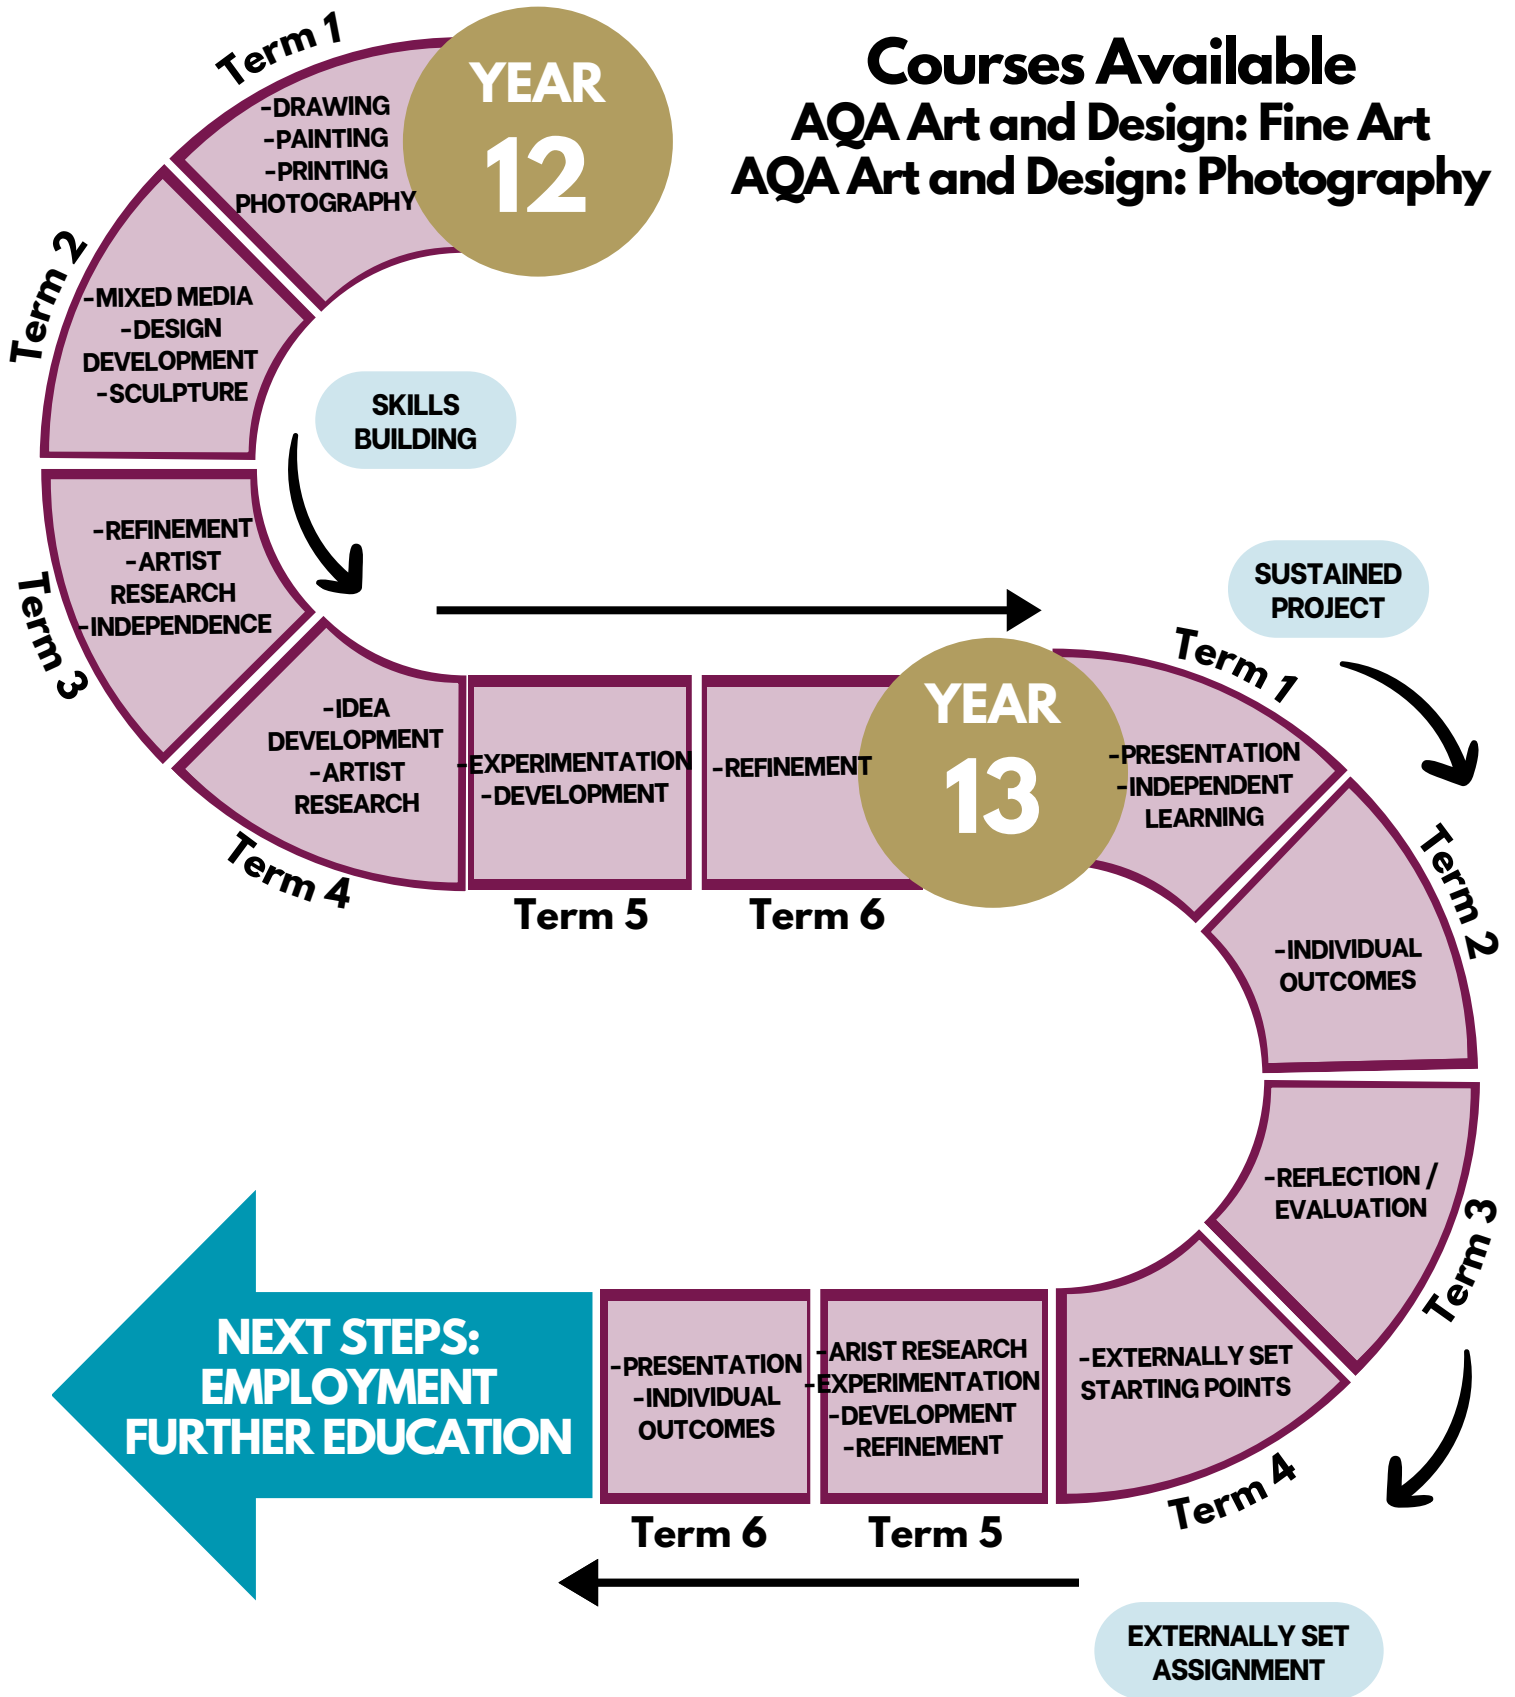 Courses Available
AQA Art and Design: Fine Art
AQA Art and Design: Photography
YEAR
12
Term 1
-DRAWING
-PAINTING
-PRINTING
PHOTOGRAPHY
Term 2
-MIXED MEDIA
-DESIGN
DEVELOPMENT
-SCULPTURE
SKILLS
BUILDING
Term 3
-REFINEMENT
-ARTIST
RESEARCH
-INDEPENDENCE
Term 4
-IDEA
DEVELOPMENT
-ARTIST
RESEARCH
-EXPERIMENTATION
-DEVELOPMENT
Term 5
-REFINEMENT
Term 6
YEAR
13
SUSTAINED
PROJECT
Term 1
-PRESENTATION
-INDEPENDENT
LEARNING
Term 2
-INDIVIDUAL
OUTCOMES
Term 3
-REFLECTION /
EVALUATION
Term 4
-EXTERNALLY SET
STARTING POINTS
-ARIST RESEARCH
-EXPERIMENTATION
-DEVELOPMENT
-REFINEMENT
Term 5
-PRESENTATION
-INDIVIDUAL
OUTCOMES
Term 6
EXTERNALLY SET
ASSIGNMENT
NEXT STEPS:
EMPLOYMENT
FURTHER EDUCATION